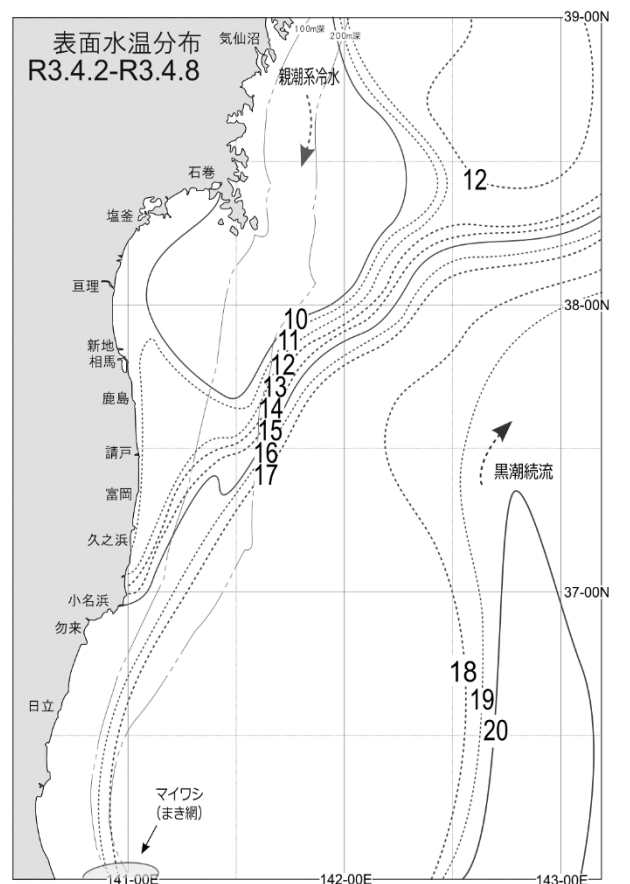 表面水温分布
R3.4.2-R3.4.8
気仙沼
100m深
200m深
39-00N
親潮系冷水
12
石巻
塩釜
亘理
38-00N
10
11
12
13
14
15
16
17
新地
相馬
鹿島
請戸
富岡
久之浜
小名浜
勿来
日立
黒潮続流
37-00N
18
19
20
マイワシ
(まき網)
141-00E
142-00E
143-00E